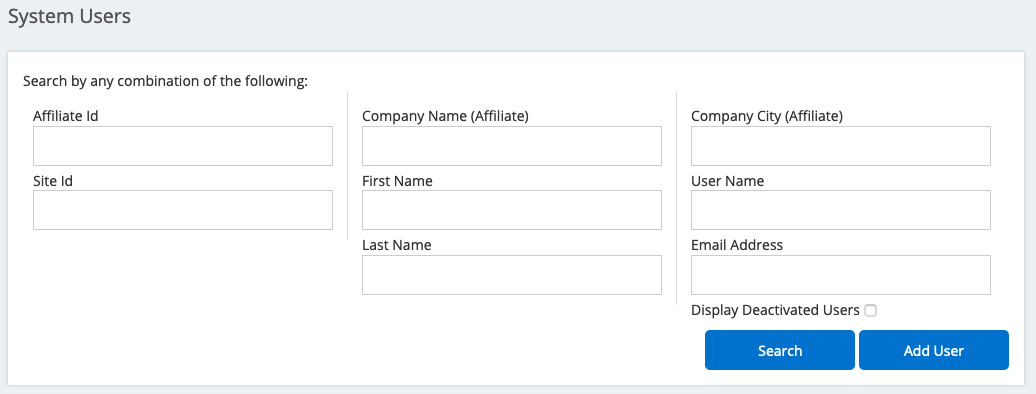 System Users
Search by any combination of the following:
Affiliate Id
Company Name (Affiliate)
Company City (Affiliate)
Site Id
First Name
User Name
Last Name
Email Address
Display Deactivated Users
Search
Add User